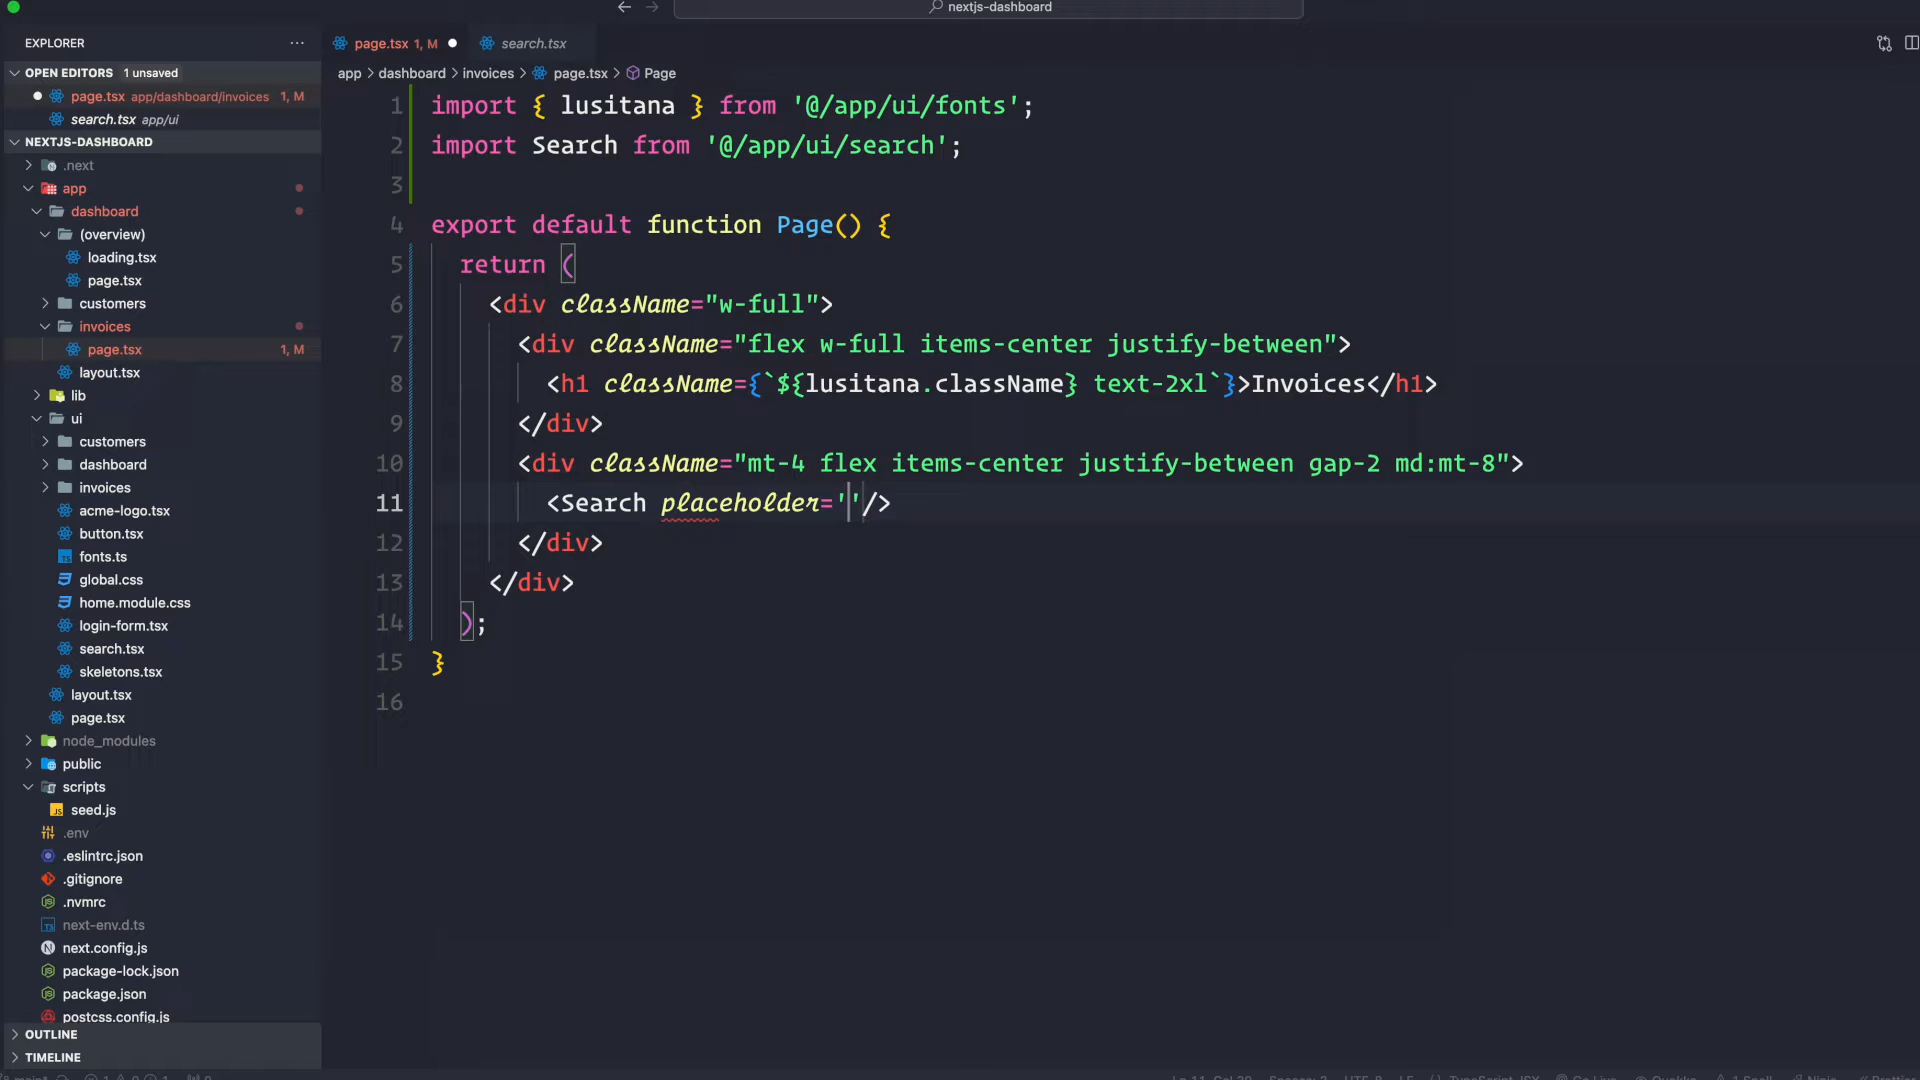 nextjs-dashboard
EXPLORER
page.tsx 1, M
search.tsx
OPEN EDITORS 1 unsaved
page.tsx app/dashboard/invoices 1, M
search.tsx app/ui
NEXTJS-DASHBOARD
.next
app
dashboard
(overview)
loading.tsx
page.tsx
customers
invoices
page.tsx 1, M
layout.tsx
lib
ui
customers
dashboard
invoices
acme-logo.tsx
button.tsx
fonts.ts
global.css
home.module.css
login-form.tsx
search.tsx
skeletons.tsx
layout.tsx
page.tsx
node_modules
public
scripts
seed.js
.env
.eslintrc.json
.gitignore
.nvmrc
next-env.d.ts
next.config.js
package-lock.json
package.json
postcss.config.js
OUTLINE
TIMELINE
app > dashboard > invoices > page.tsx > Page
1 import { lusitana } from '@/app/ui/fonts';
2 import Search from '@/app/ui/search';
3
4 export default function Page() {
5 return (
6 <div className="w-full">
7 <div className="flex w-full items-center justify-between">
8 <h1 className={`${lusitana.className} text-2xl`}>Invoices</h1>
9 </div>
10 <div className="mt-4 flex items-center justify-between gap-2 md:mt-8">
11 <Search placeholder=''/>
12 </div>
13 </div>
14 );
15 }
16